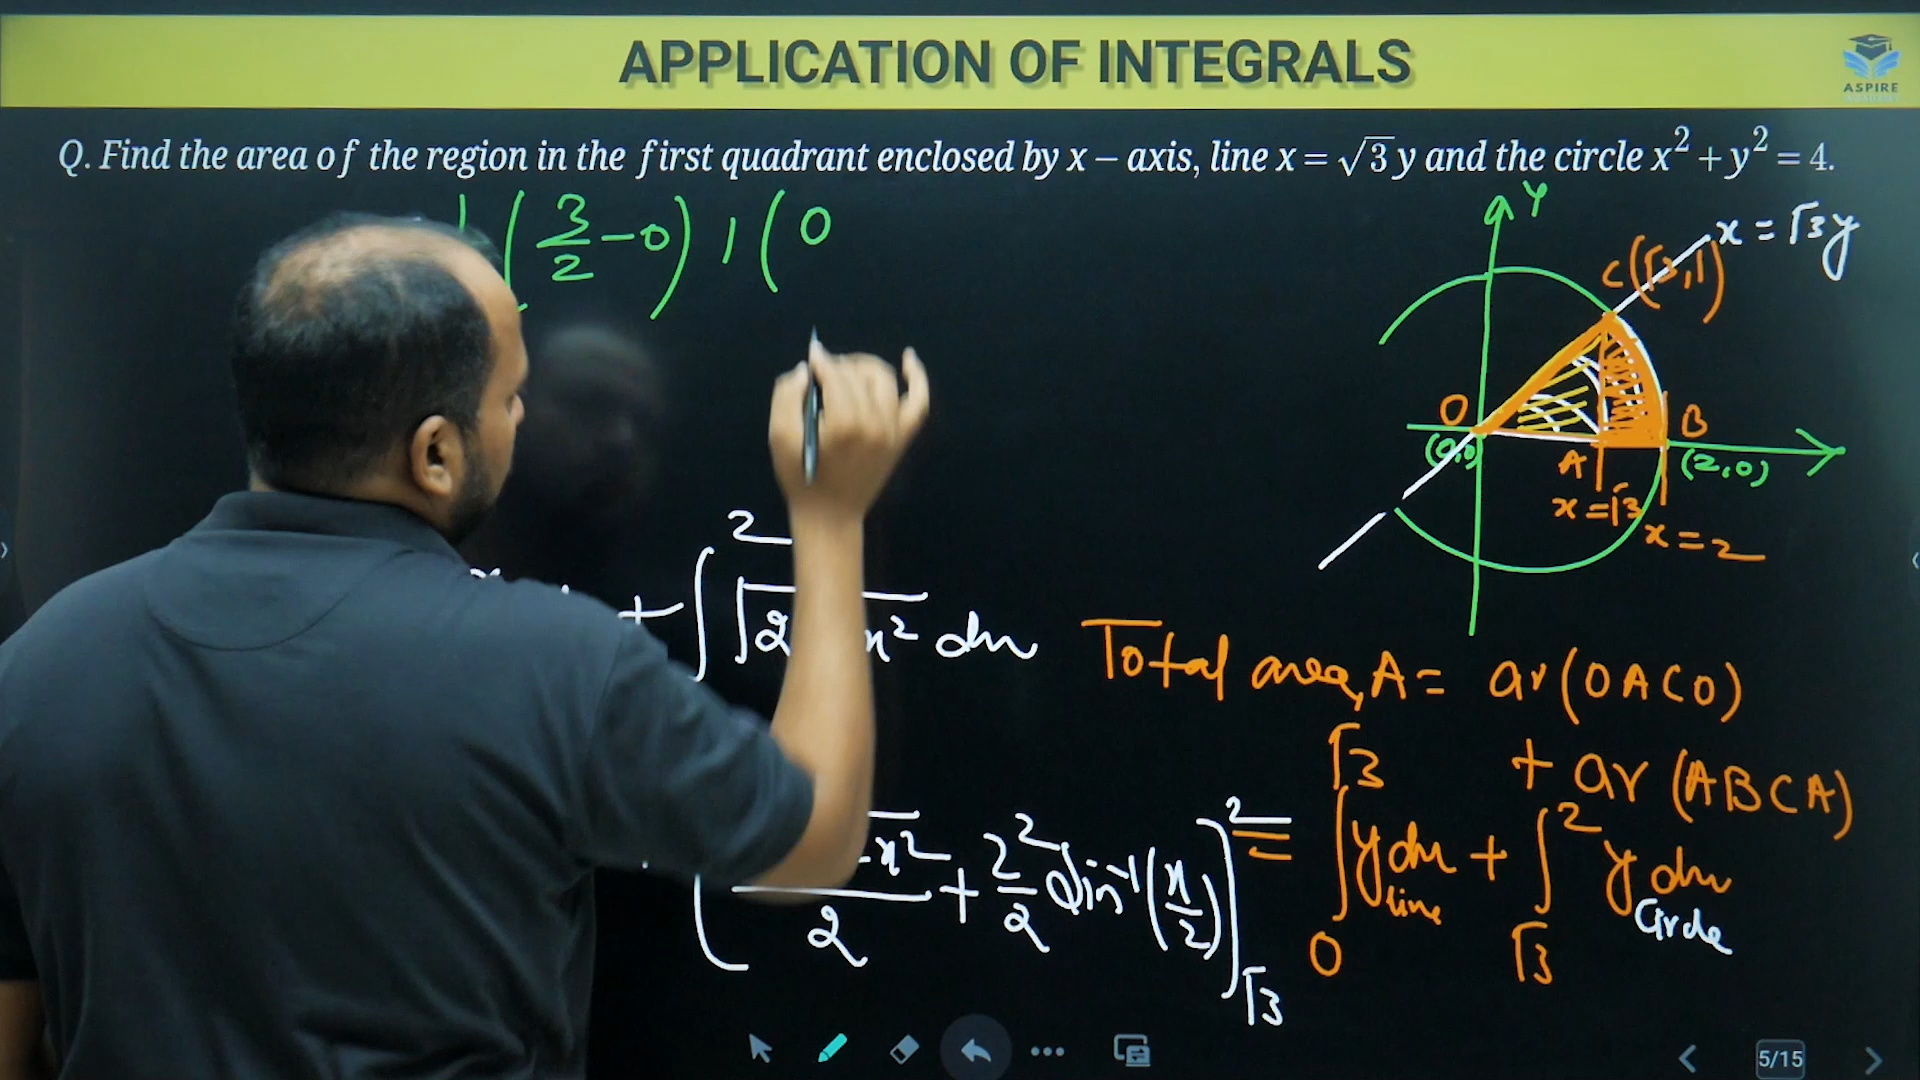 APPLICATION OF INTEGRALS
ASPIRE
Q. Find the area of the region in the first quadrant enclosed by x – axis, line x = √3 y and the circle x² + y² = 4.
(3/2 – 0) + (0
Y
x = √3y
C(√3,1)
O
(0,0)
A
B
(2,0)
x = √3
x = 2
+ ∫ 2 √2 x² dx
Total area, A = ar(OACO)
+ ar (ABCA)
= ∫₀^√3 y dx line + ∫_√3^2 y dx Circle
[ -x² / 2 + 2²/2 sin⁻¹(x/2) ]_√3^2
5/15